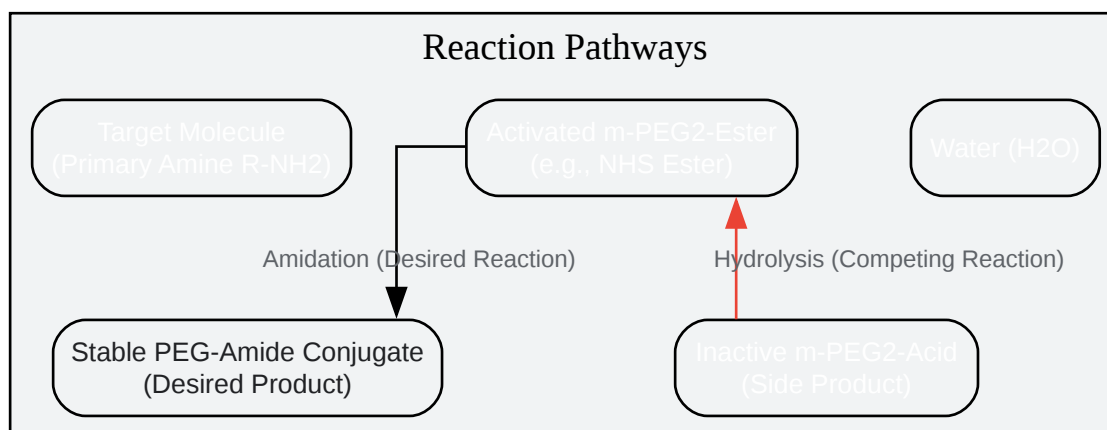 Reaction Pathways
Target Molecule
(Primary Amine R-NH2)
Activated m-PEG2-Ester
(e.g., NHS Ester)
Water (H2O)
Amidation (Desired Reaction)
Hydrolysis (Competing Reaction)
Stable PEG-Amide Conjugate
(Desired Product)
Inactive m-PEG2-Acid
(Side Product)